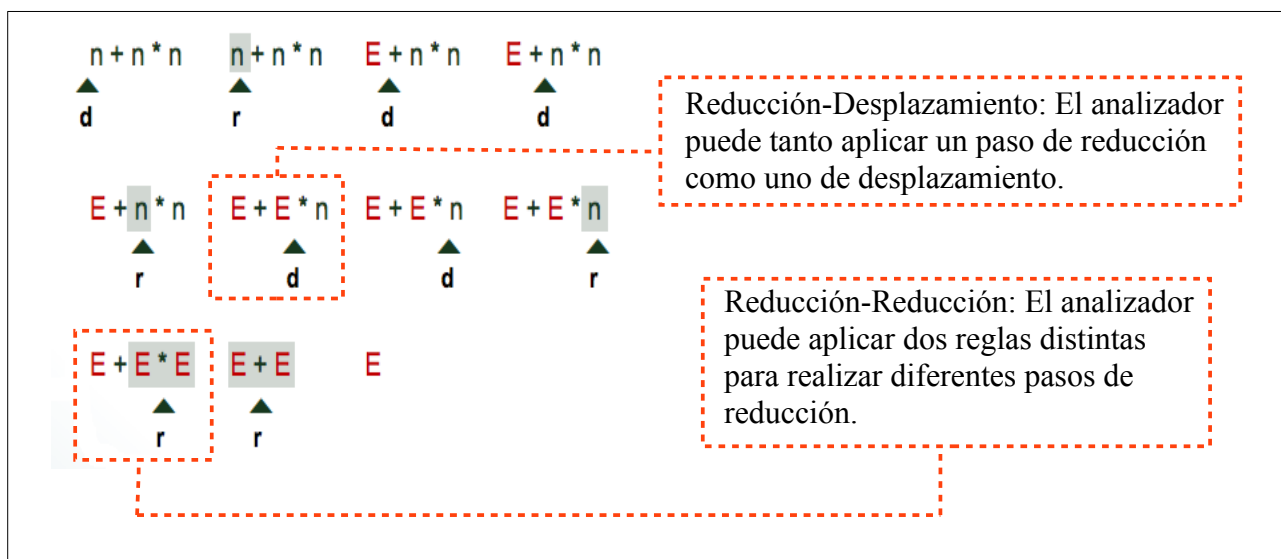 n + n * n n + n * n E + n * n E + n * n
d r d d
Reducción-Desplazamiento: El analizador
puede tanto aplicar un paso de reducción
como uno de desplazamiento.
E + n * n E + E * n E + E * n E + E * n
r d d r
Reducción-Reducción: El analizador
puede aplicar dos reglas distintas
para realizar diferentes pasos de
reducción.
E + E * E E + E E
r r